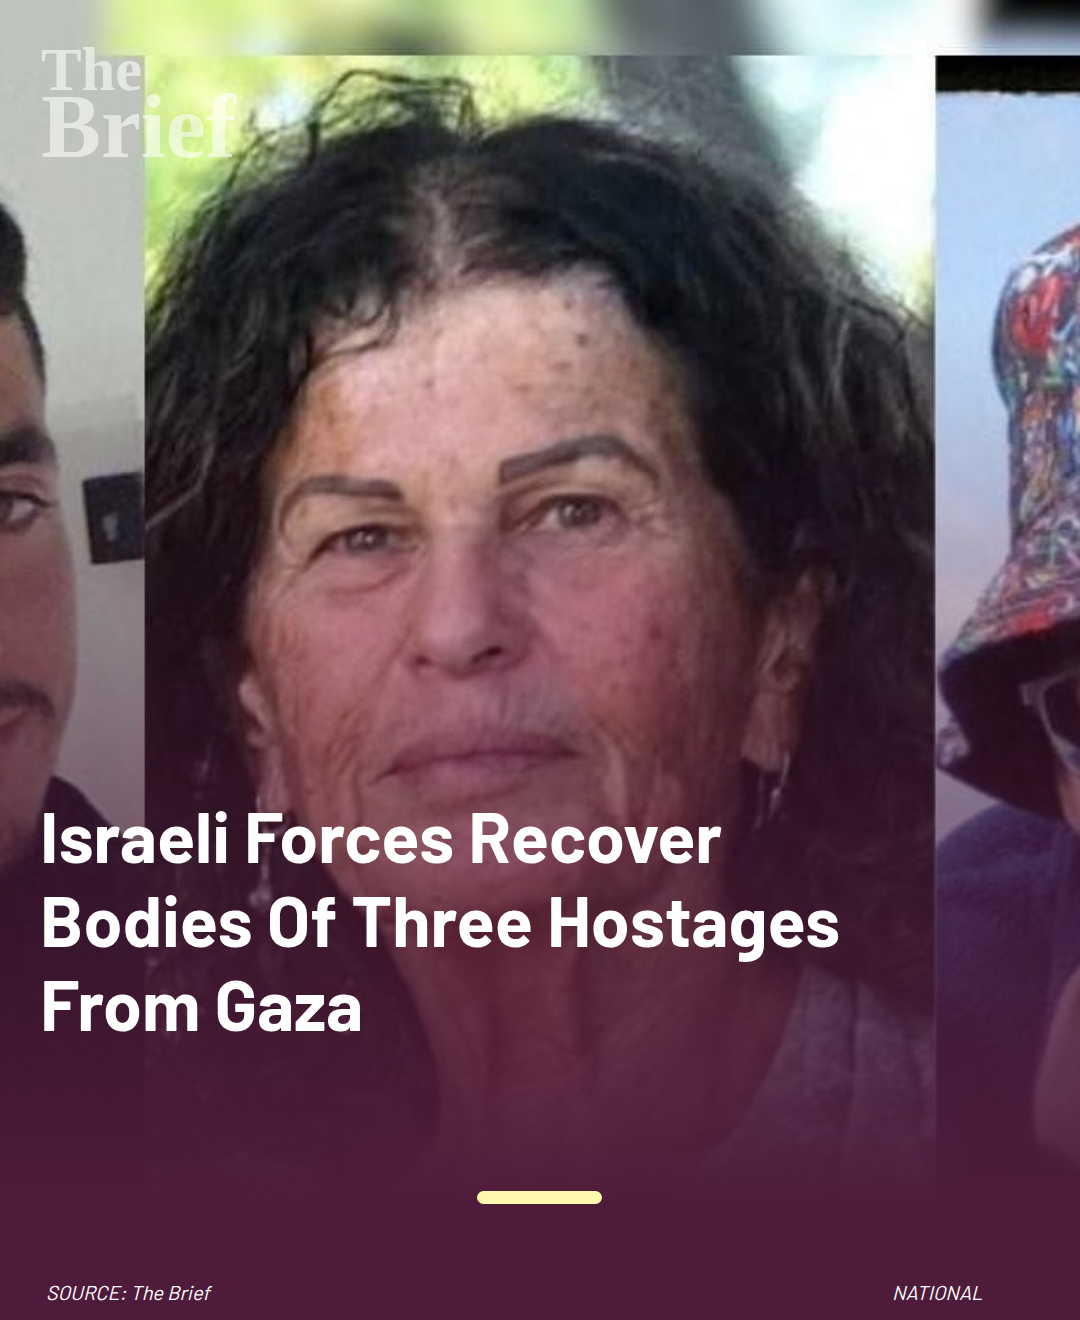 The
Brief
Israeli Forces Recover
Bodies Of Three Hostages
From Gaza
SOURCE: The Brief
NATIONAL